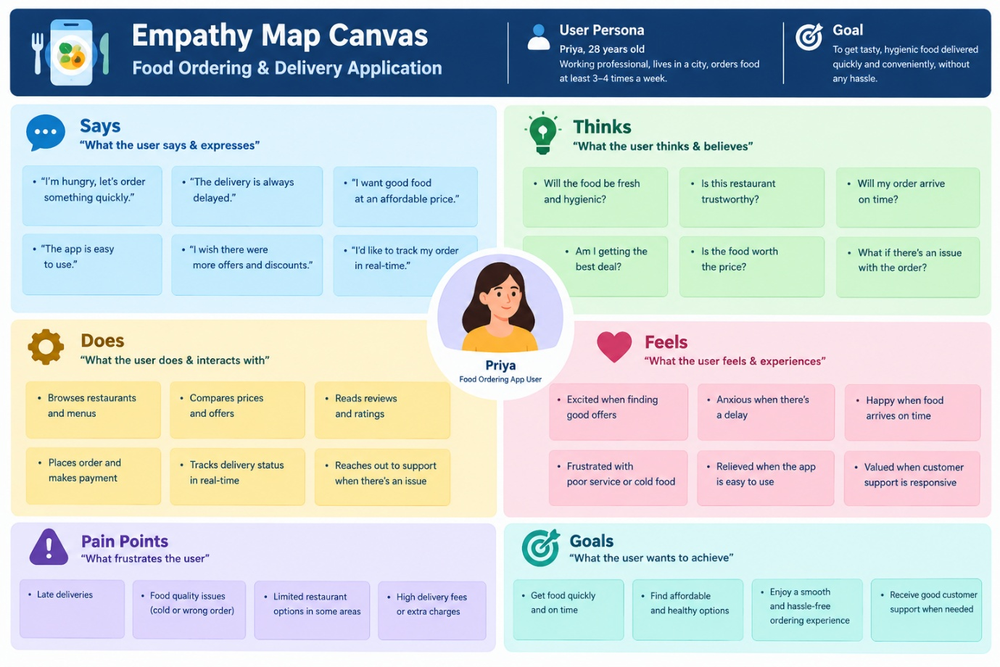 Empathy Map Canvas
Food Ordering & Delivery Application
User Persona
Priya, 28 years old
Working professional, lives in a city, orders food
at least 3–4 times a week.
Goal
To get tasty, hygienic food delivered
quickly and conveniently, without
any hassle.
Says
“What the user says & expresses”
• “I’m hungry, let’s order
something quickly.”
• “The delivery is always
delayed.”
• “I want good food
at an affordable price.”
• “The app is easy
to use.”
• “I wish there were
more offers and discounts.”
• “I’d like to track my order
in real-time.”
Thinks
“What the user thinks & believes”
• Will the food be fresh
and hygienic?
• Is this restaurant
trustworthy?
• Will my order arrive
on time?
• Am I getting the
best deal?
• Is the food worth
the price?
• What if there’s an issue
with the order?
Priya
Food Ordering App User
Does
“What the user does & interacts with”
• Browses restaurants
and menus
• Compares prices
and offers
• Reads reviews
and ratings
• Places order and
makes payment
• Tracks delivery status
in real-time
• Reaches out to support
when there’s an issue
Feels
“What the user feels & experiences”
• Excited when finding
good offers
• Anxious when there’s
a delay
• Happy when food
arrives on time
• Frustrated with
poor service or cold food
• Relieved when the app
is easy to use
• Valued when customer
support is responsive
Pain Points
“What frustrates the user”
• Late deliveries
• Food quality issues
(cold or wrong order)
• Limited restaurant
options in some areas
• High delivery fees
or extra charges
Goals
“What the user wants to achieve”
• Get food quickly
and on time
• Find affordable
and healthy options
• Enjoy a smooth
and hassle-free
ordering experience
• Receive good customer
support when needed